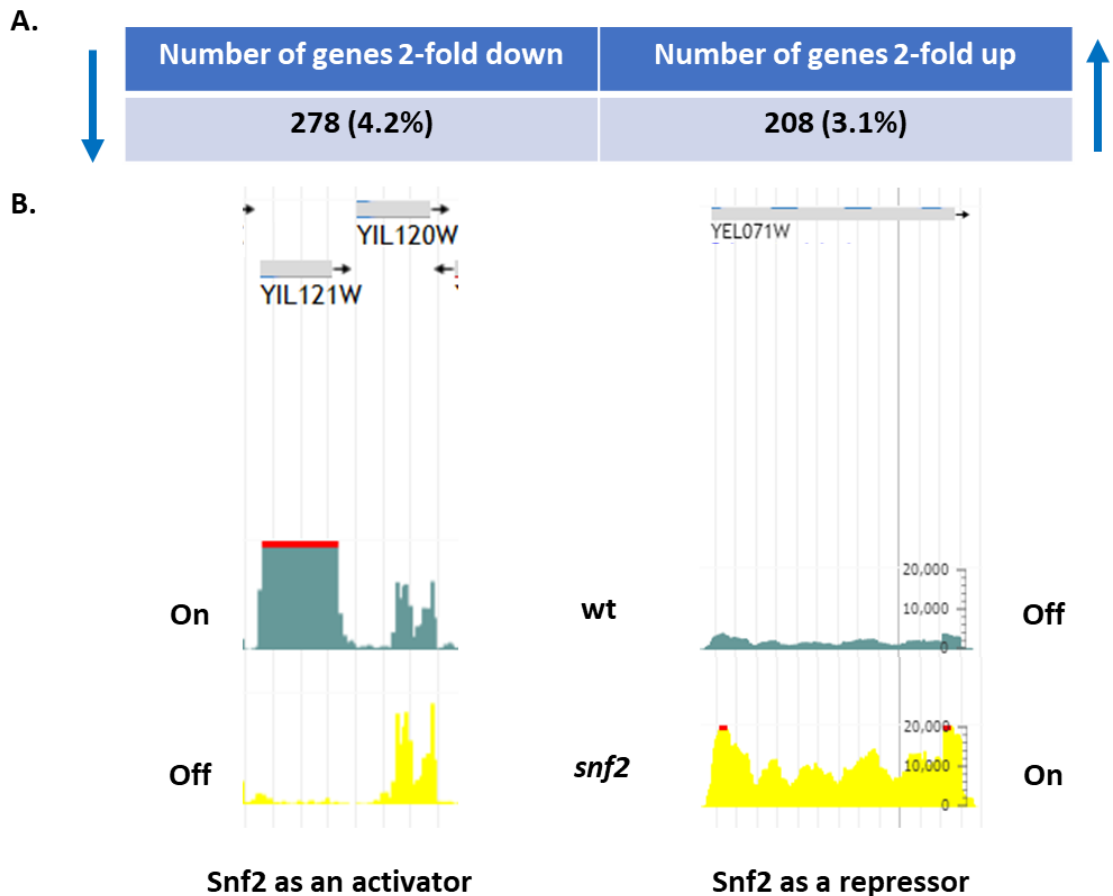 A.
Number of genes 2-fold down
Number of genes 2-fold up
278 (4.2%)
208 (3.1%)
B.
YIL120W
YEL071W
YIL121W
On
wt
20,000
10,000
0
Off
Off
snf2
20,000
10,000
0
On
Snf2 as an activator
Snf2 as a repressor